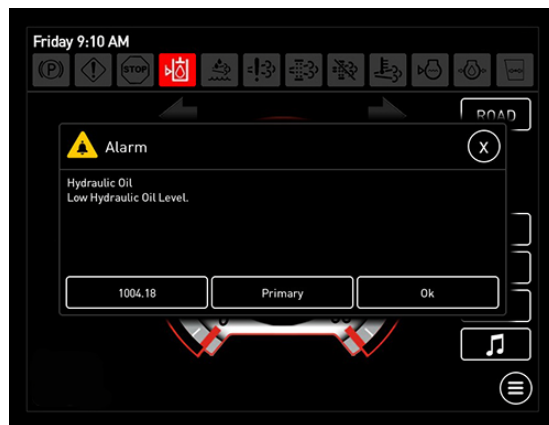 Friday 9:10 AM
(P)
STOP
ROAD
Alarm
X
Hydraulic Oil
Low Hydraulic Oil Level.
1004.18
Primary
Ok